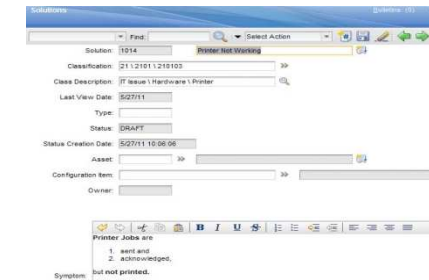 Solutions
Bulletins: (5)
Find: Select Action
Solution: 1014 Printer Not Working
Classification: 21 \ 2101 \ 210103
Class Description: IT Issue \ Hardware \ Printer
Last View Date: 5/27/11
Type:
Status: DRAFT
Status Creation Date: 5/27/11 10:06:06
Asset:
Configuration Item:
Owner:
B I U S
Printer Jobs are
1. sent and
2. acknowledged,
Symptom: but not printed.